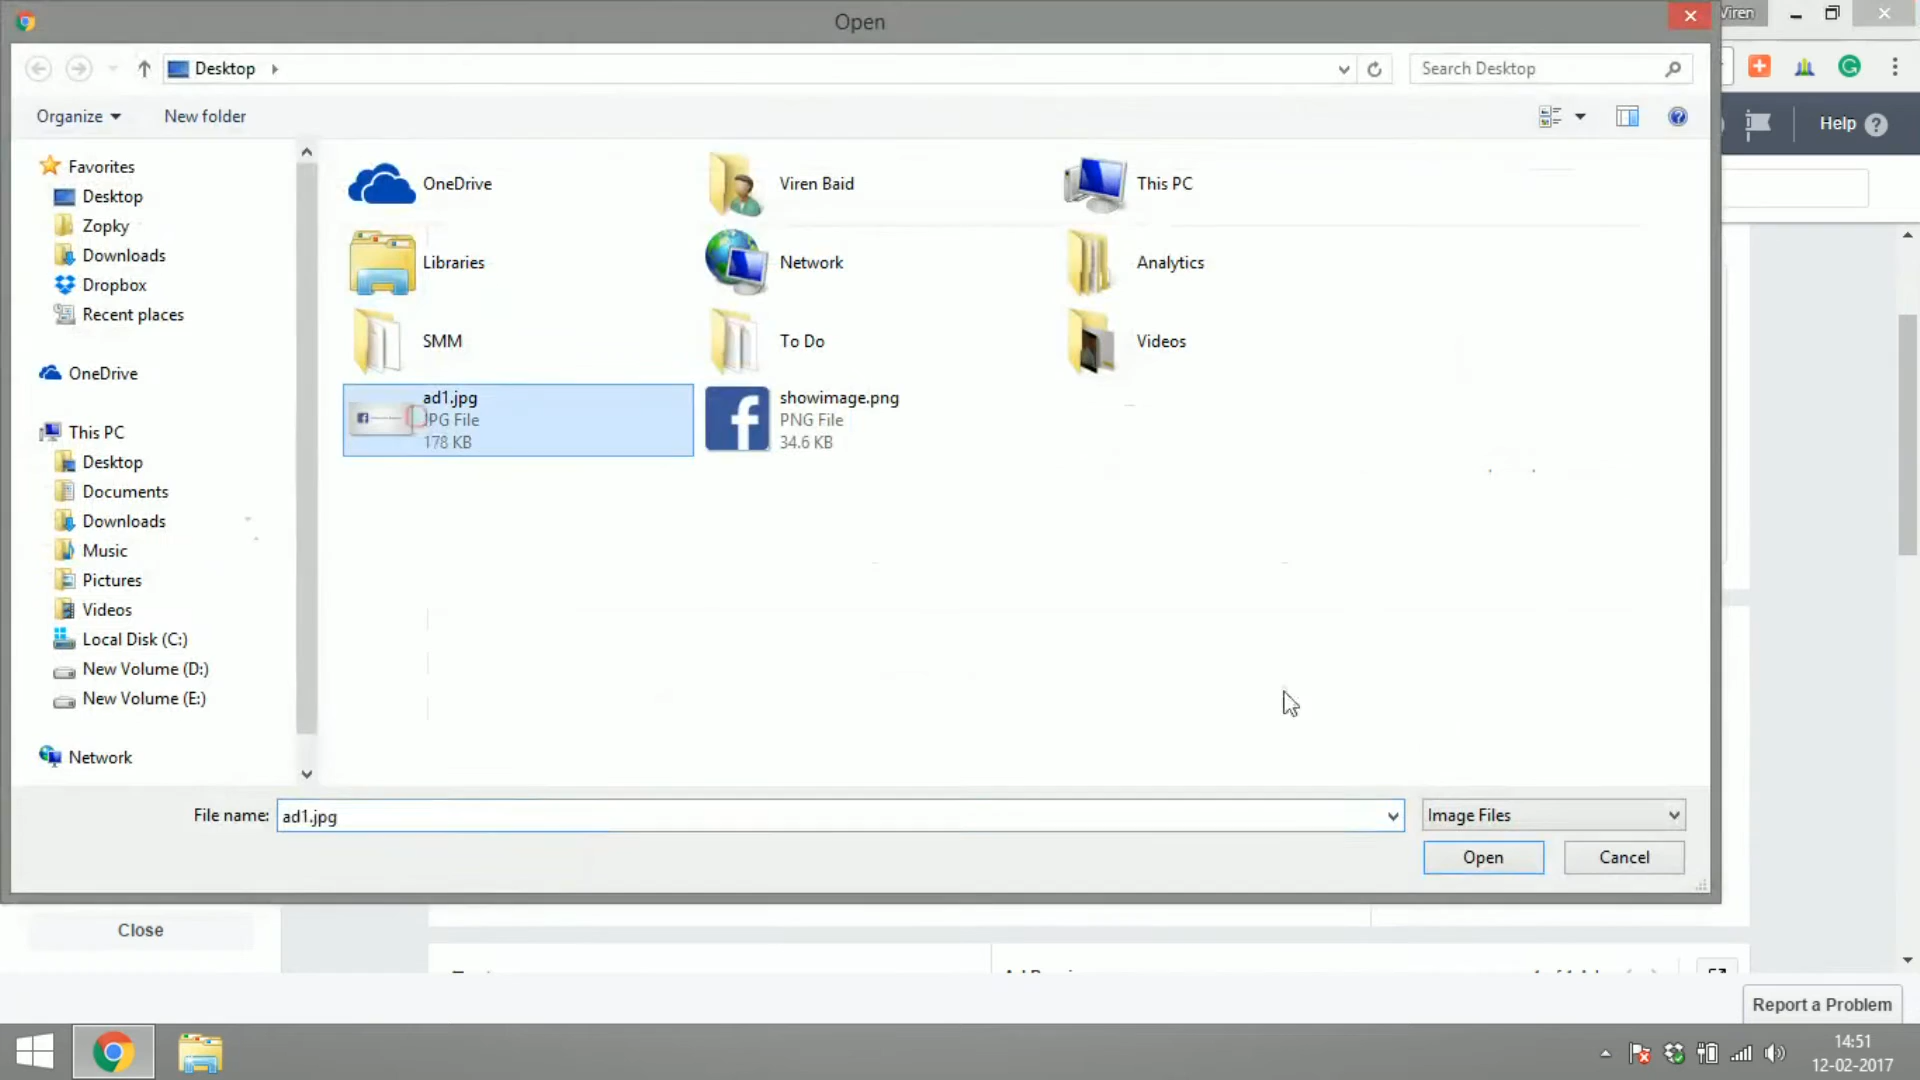 Open
Viren
Desktop
Search Desktop
Organize
New folder
Help
Favorites
Desktop
Zopky
Downloads
Dropbox
Recent places
OneDrive
This PC
Desktop
Documents
Downloads
Music
Pictures
Videos
Local Disk (C:)
New Volume (D:)
New Volume (E:)
Network
OneDrive
Viren Baid
This PC
Libraries
Network
Analytics
SMM
To Do
Videos
ad1.jpg
JPG File
178 KB
showimage.png
PNG File
34.6 KB
File name: ad1.jpg
Image Files
Open
Cancel
Close
Report a Problem
14:51
12-02-2017